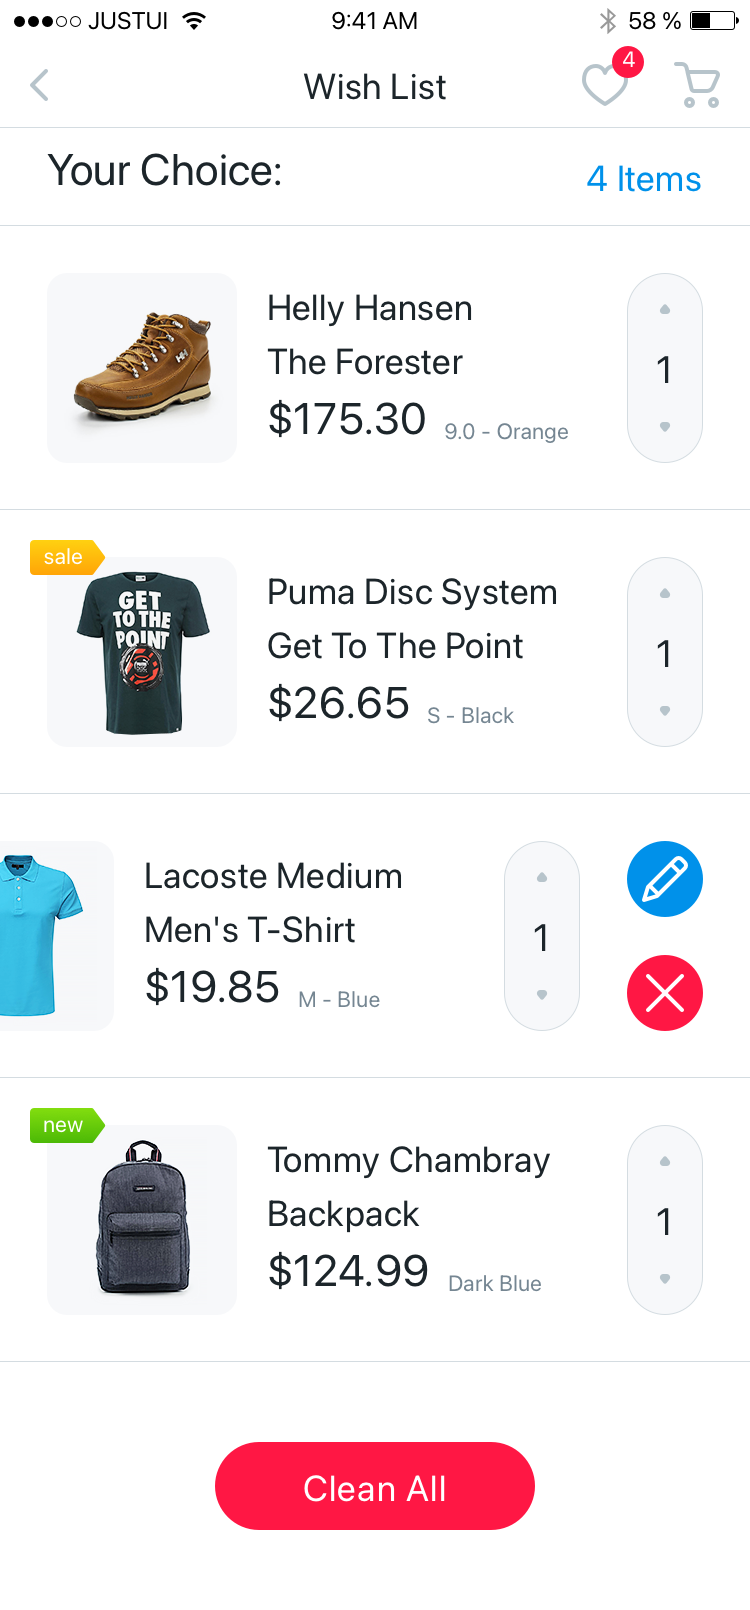 JUSTUI 9:41 AM 58 %
Wish List 4
Your Choice: 4 Items
Helly Hansen
The Forester
$175.30 9.0 - Orange
1
sale
GET
TO THE
POINT
Puma Disc System
Get To The Point
$26.65 S - Black
1
Lacoste Medium
Men's T-Shirt
$19.85 M - Blue
1
new
Tommy Chambray
Backpack
$124.99 Dark Blue
1
Clean All